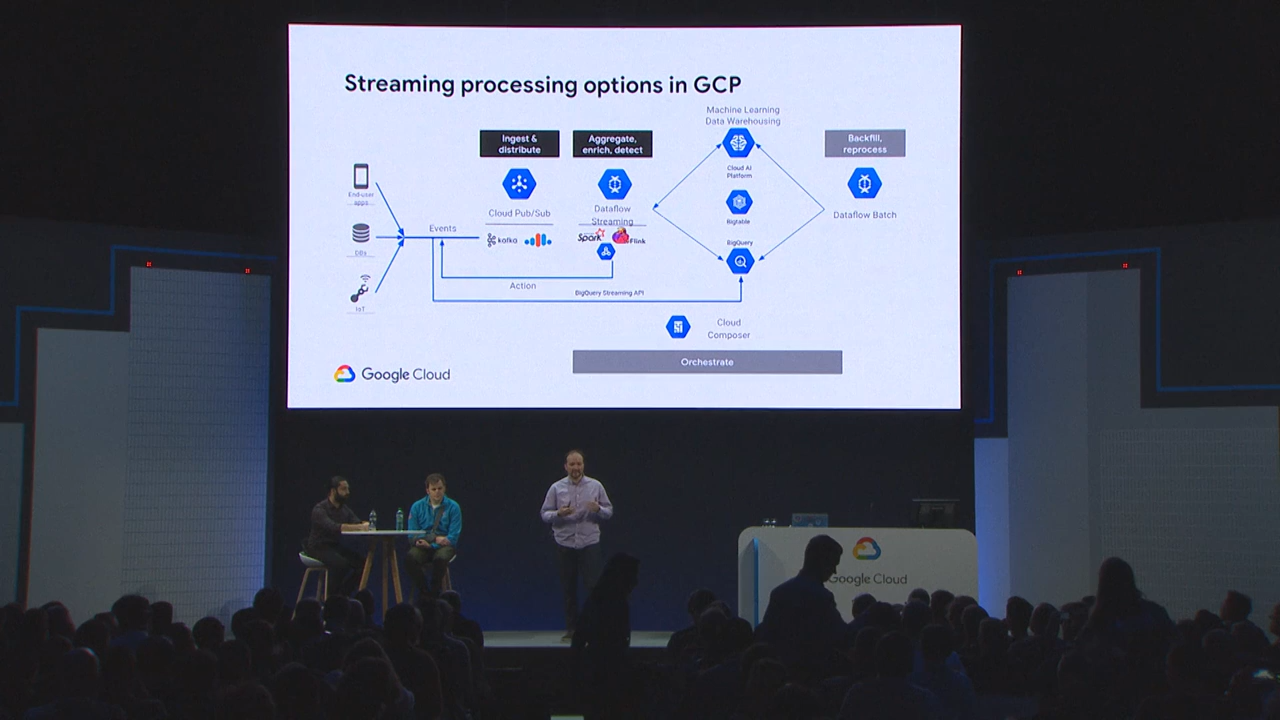 Streaming processing options in GCP
Machine Learning
Data Warehousing
Ingest &
distribute
Aggregate,
enrich, detect
Backfill,
reprocess
End-user
apps
Cloud AI
Platform
Cloud Pub/Sub
Dataflow
Streaming
Bigtable
Dataflow Batch
Events
kafka
Spark
Flink
BigQuery
DBs
Action
BigQuery Streaming API
IoT
Cloud
Composer
Orchestrate
Google Cloud
Google Cloud